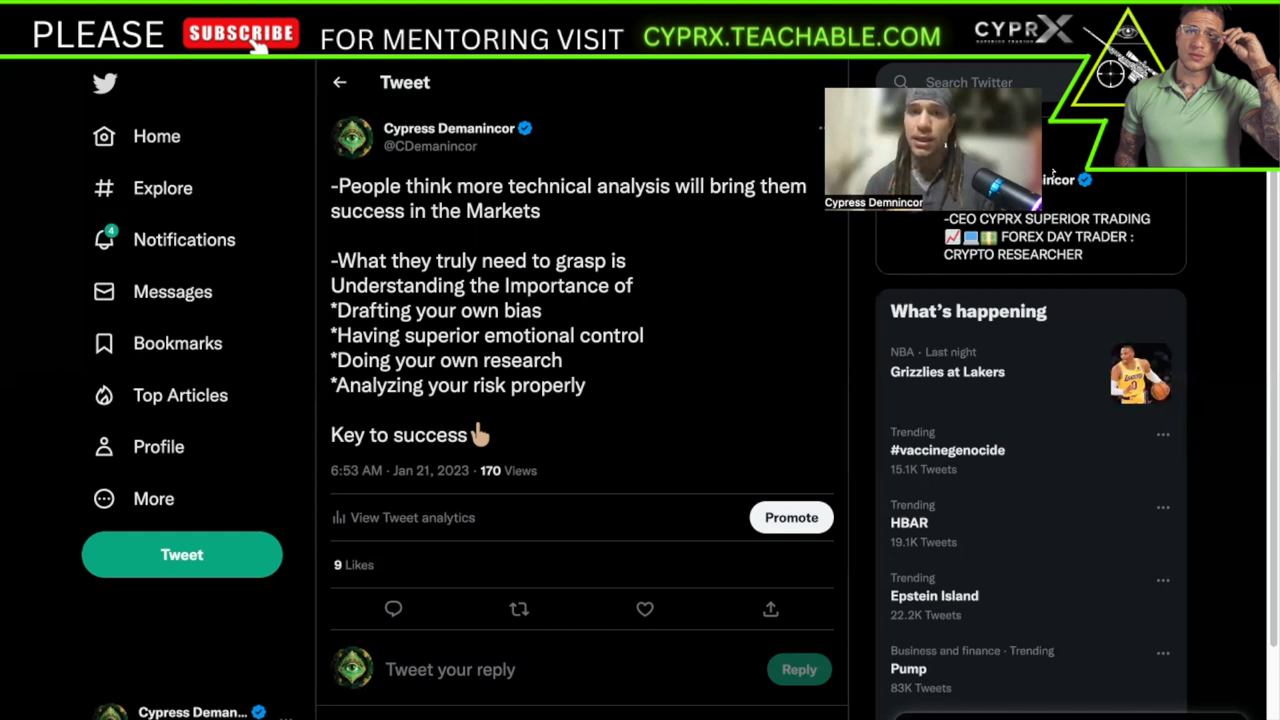 PLEASE
SUBSCRIBE
FOR MENTORING VISIT
CYPRX.TEACHABLE.COM
CYPRX
Home
Explore
4
Notifications
Messages
Bookmarks
Top Articles
Profile
More
Tweet
Cypress Deman...
Tweet
Cypress Demanincor
@CDemanincor
-People think more technical analysis will bring them
success in the Markets
-What they truly need to grasp is
Understanding the Importance of
*Drafting your own bias
*Having superior emotional control
*Doing your own research
*Analyzing your risk properly
Key to success👆🏼
6:53 AM · Jan 21, 2023 · 170 Views
View Tweet analytics
Promote
9 Likes
Tweet your reply
Reply
Search Twitter
Cypress Demnincor
-CEO CYPRX SUPERIOR TRADING
📈💻💵 FOREX DAY TRADER :
CRYPTO RESEARCHER
What's happening
NBA · Last night
Grizzlies at Lakers
Trending
#vaccinegenocide
15.1K Tweets
Trending
HBAR
19.1K Tweets
Trending
Epstein Island
22.2K Tweets
Business and finance · Trending
Pump
83K Tweets